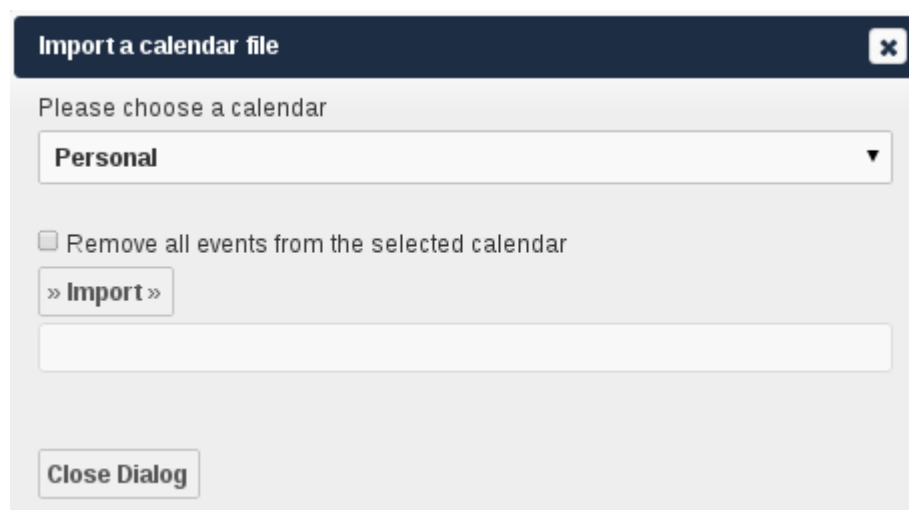 Import a calendar file
Please choose a calendar
Personal
Remove all events from the selected calendar
» Import »
Close Dialog